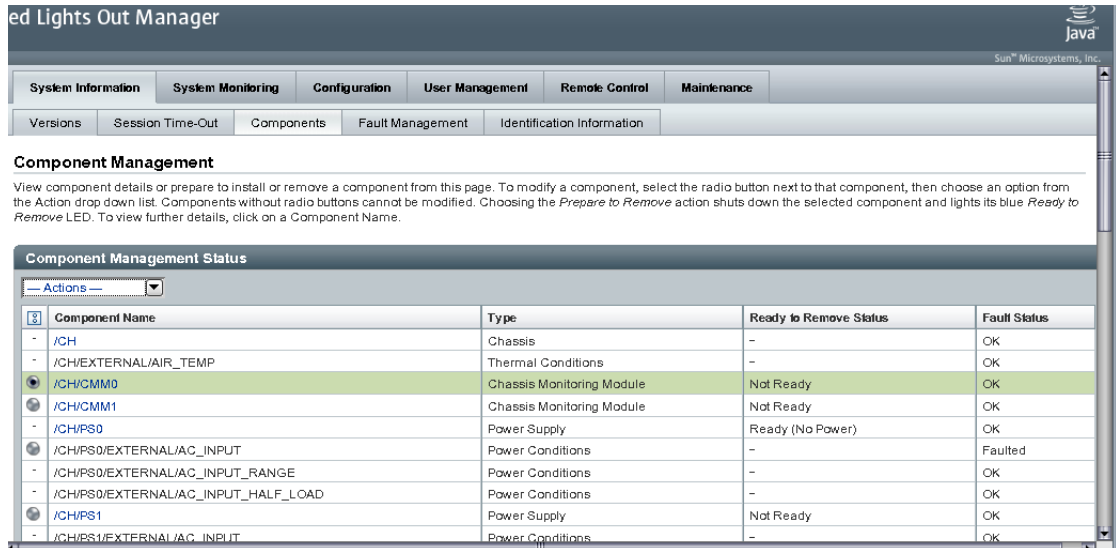 ed Lights Out Manager
Java™
Sun™ Microsystems, Inc.
System Information System Monitoring Configuration User Management Remote Control Maintenance
Versions Session Time-Out Components Fault Management Identification Information
Component Management
View component details or prepare to install or remove a component from this page. To modify a component, select the radio button next to that component, then choose an option from
the Action drop down list. Components without radio buttons cannot be modified. Choosing the Prepare to Remove action shuts down the selected component and lights its blue Ready to
Remove LED. To view further details, click on a Component Name.
Component Management Status
— Actions —
Component Name Type Ready to Remove Status Fault Status
- /CH Chassis – OK
- /CH/EXTERNAL/AIR_TEMP Thermal Conditions – OK
/CH/CMM0 Chassis Monitoring Module Not Ready OK
/CH/CMM1 Chassis Monitoring Module Not Ready OK
- /CH/PS0 Power Supply Ready (No Power) OK
/CH/PS0/EXTERNAL/AC_INPUT Power Conditions – Faulted
- /CH/PS0/EXTERNAL/AC_INPUT_RANGE Power Conditions – OK
- /CH/PS0/EXTERNAL/AC_INPUT_HALF_LOAD Power Conditions – OK
/CH/PS1 Power Supply Not Ready OK
- /CH/PS1/EXTERNAL/AC_INPUT Power Conditions – OK